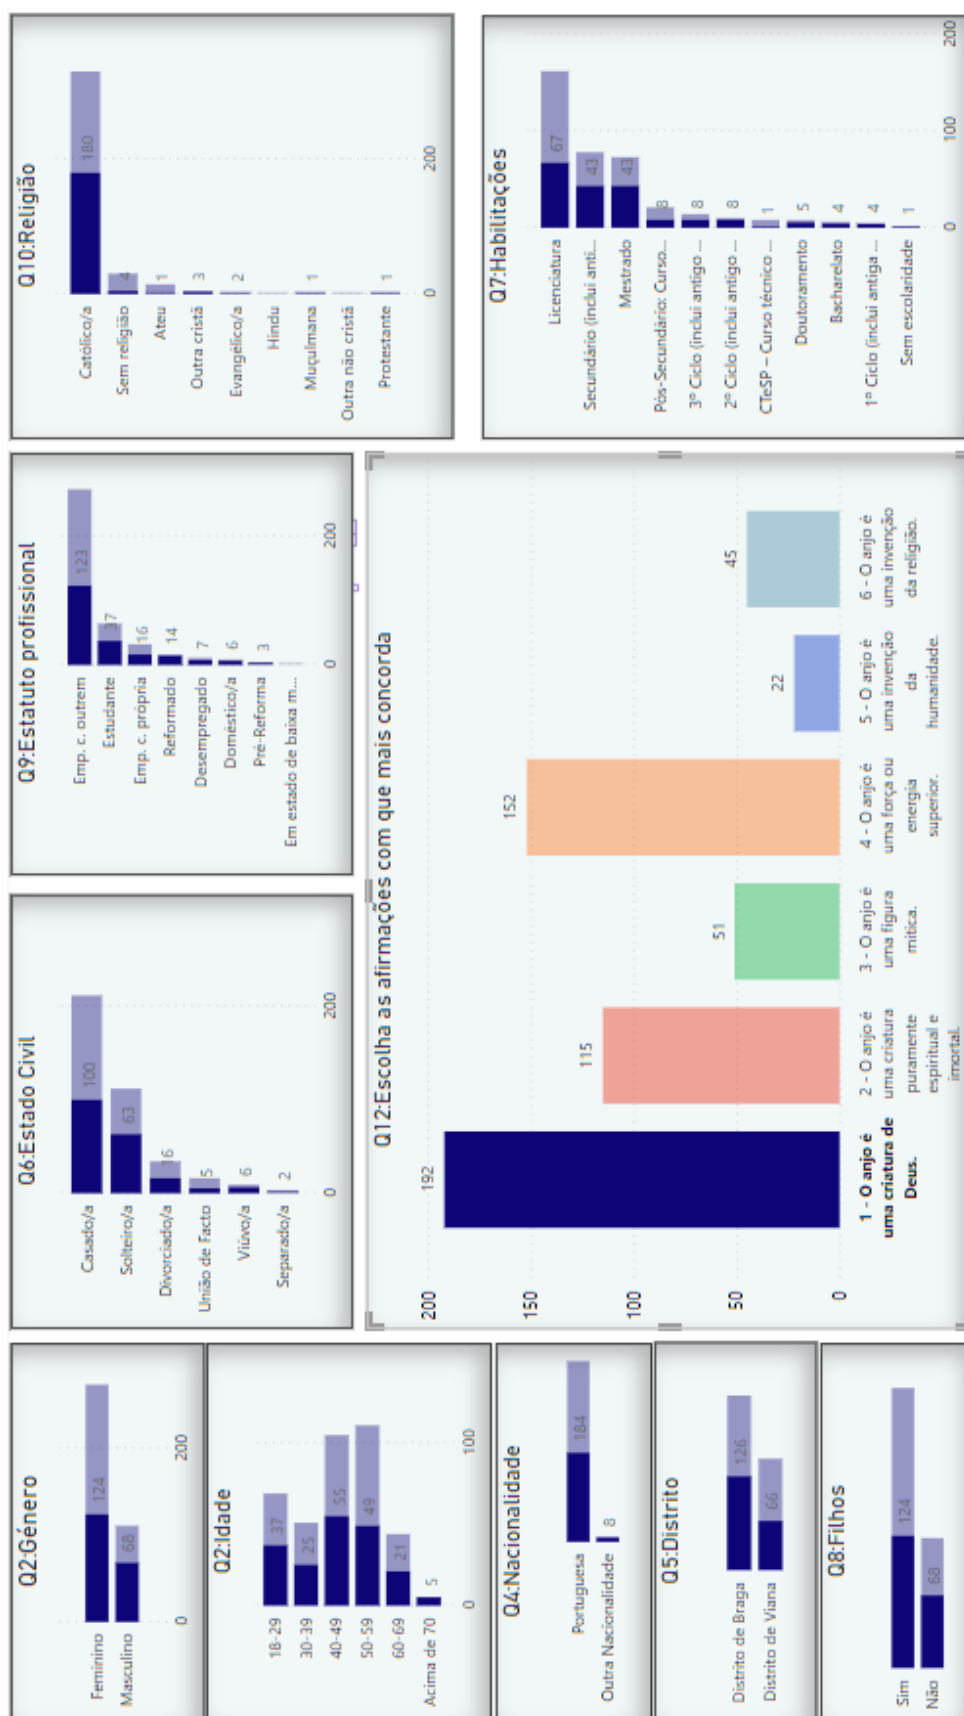 Q2:Género
Feminino
124
Masculino
68
0
200
Q2:Idade
18-29
37
30-39
25
40-49
55
50-59
49
60-69
21
Acima de 70
5
0
100
Q4:Nacionalidade
Portuguesa
184
Outra Nacionalidade
8
Q5:Distrito
Distrito de Braga
126
Distrito de Viana
66
Q8:Filhos
Sim
124
Não
68
Q6:Estado Civil
Casado/a
100
Solteiro/a
63
Divorciado/a
16
União de Facto
5
Viúvo/a
6
Separado/a
2
0
200
Q9:Estatuto profissional
Emp. c. outrem
123
Estudante
37
Emp. c. própria
16
Reformado
14
Desempregado
7
Doméstico/a
6
Pré-Reforma
3
Em estado de baixa m...
0
200
Q10:Religião
Católico/a
180
Sem religião
4
Ateu
1
Outra cristã
3
Evangélico/a
2
Hindu
Muçulmana
1
Outra não cristã
Protestante
1
0
200
Q12:Escolha as afirmações com que mais concorda
200
150
100
50
0
192
115
51
152
22
45
1 - O anjo é
uma criatura de
Deus.
2 - O anjo é
uma criatura
puramente
espiritual e
imortal.
3 - O anjo é
uma figura
mítica.
4 - O anjo é
uma força ou
energia
superior.
5 - O anjo é
uma invenção
da
humanidade.
6 - O anjo é
uma invenção
da religião.
Q7:Habilitações
Licenciatura
67
Secundário (inclui anti...
43
Mestrado
43
Pós-Secundário: Curso...
8
3º Ciclo (inclui antigo ...
8
2º Ciclo (inclui antigo ...
8
CTeSP – Curso técnico ...
1
Doutoramento
5
Bacharelato
4
1º Ciclo (inclui antiga ...
4
Sem escolaridade
1
0
100
200